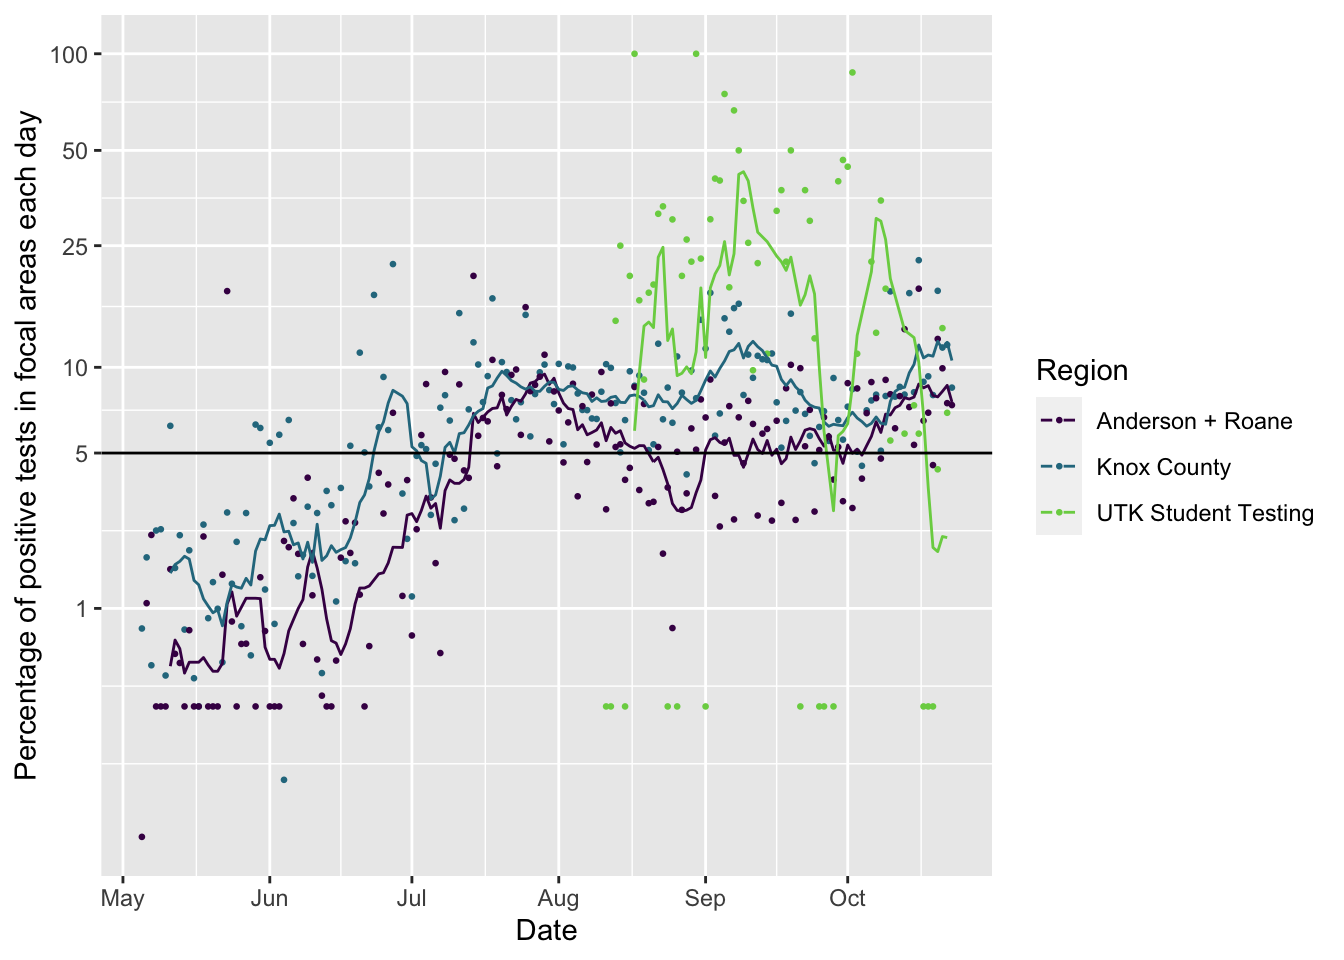 Percentage of positive tests in focal areas each day
100
50
25
10
5
1
May Jun Jul Aug Sep Oct
Date
Region
Anderson + Roane
Knox County
UTK Student Testing